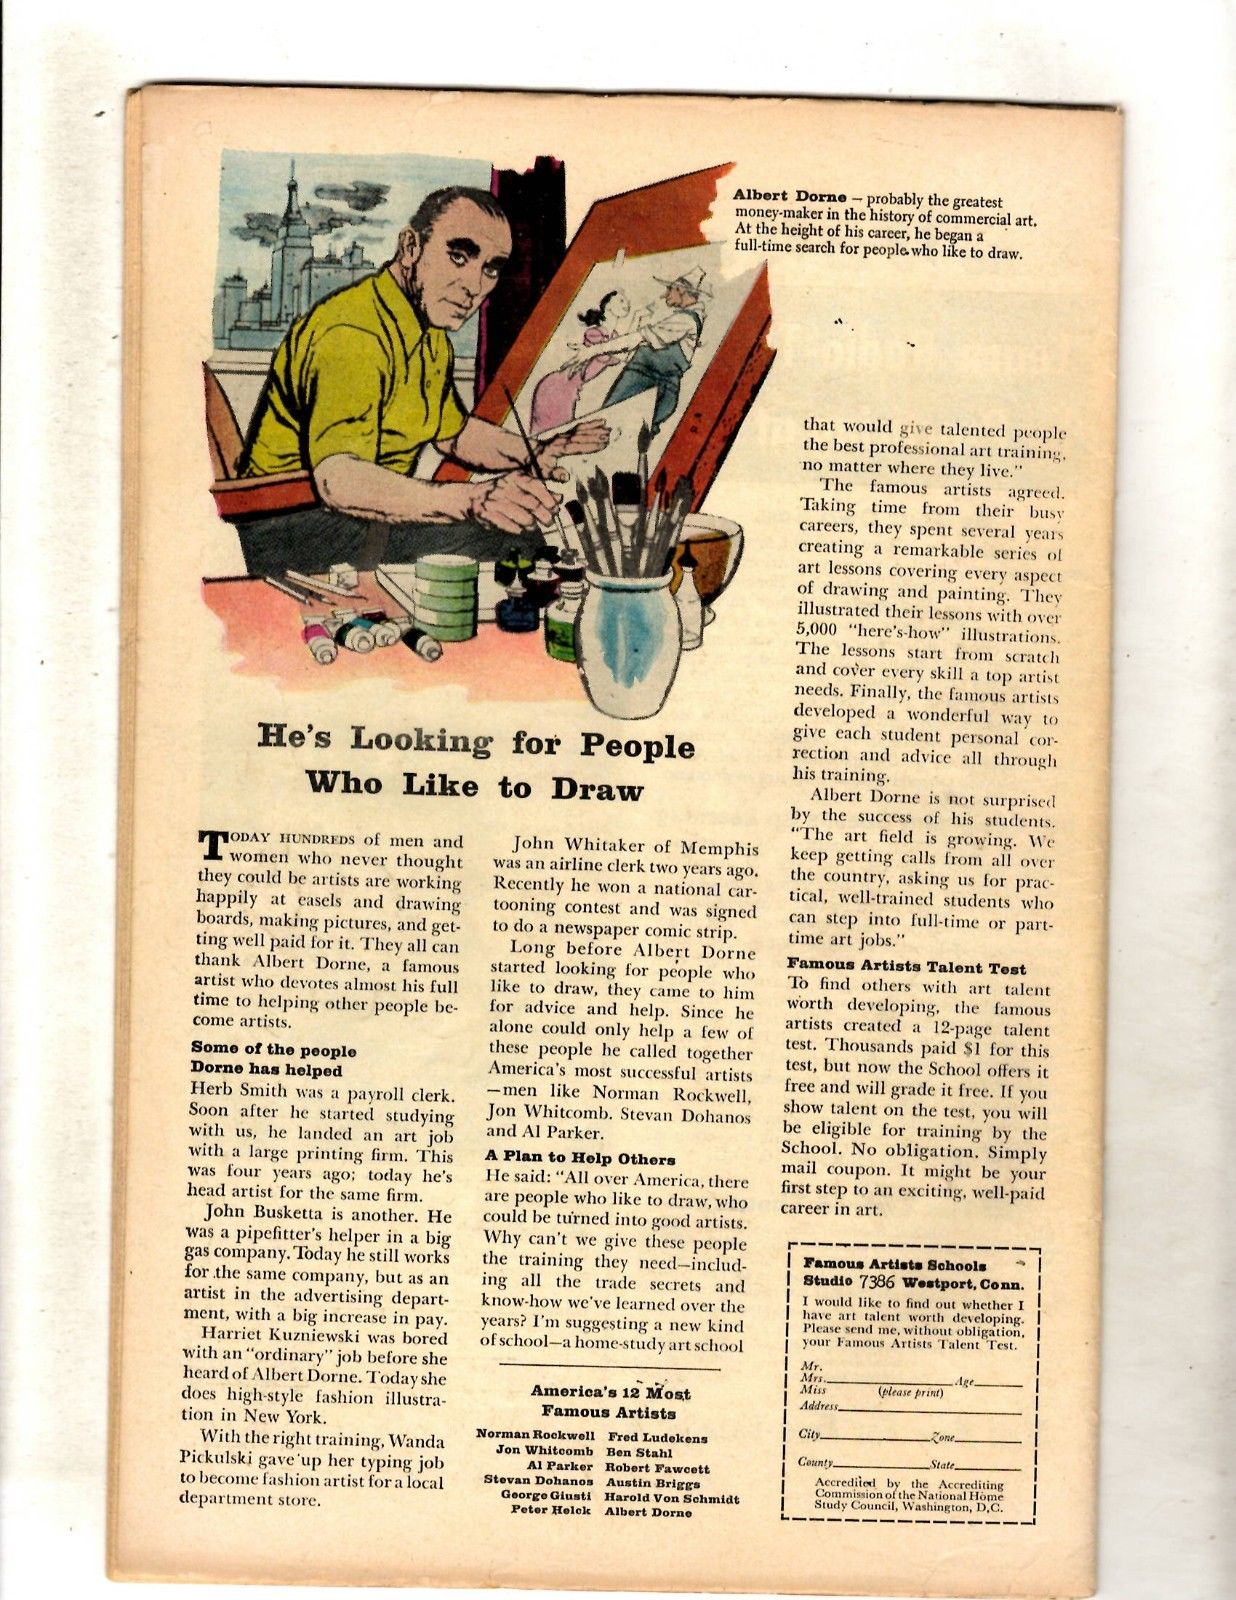 Albert Dorne — probably the greatest
money-maker in the history of commercial art.
At the height of his career, he began a
full-time search for people who like to draw.
He's Looking for People
Who Like to Draw
TODAY HUNDREDS of men and
women who never thought
they could be artists are working
happily at easels and drawing
boards, making pictures, and get-
ting well paid for it. They all can
thank Albert Dorne, a famous
artist who devotes almost his full
time to helping other people be-
come artists.
Some of the people
Dorne has helped
Herb Smith was a payroll clerk.
Soon after he started studying
with us, he landed an art job
with a large printing firm. This
was four years ago; today he's
head artist for the same firm.
John Busketta is another. He
was a pipefitter's helper in a big
gas company. Today he still works
for the same company, but as an
artist in the advertising depart-
ment, with a big increase in pay.
Harriet Kuzniewski was bored
with an "ordinary" job before she
heard of Albert Dorne. Today she
does high-style fashion illustra-
tion in New York.
With the right training, Wanda
Pickulski gave up her typing job
to become fashion artist for a local
department store.
John Whitaker of Memphis
was an airline clerk two years ago.
Recently he won a national car-
tooning contest and was signed
to do a newspaper comic strip.
Long before Albert Dorne
started looking for people who
like to draw, they came to him
for advice and help. Since he
alone could only help a few of
these people he called together
America's most successful artists
—men like Norman Rockwell,
Jon Whitcomb, Stevan Dohanos
and Al Parker.
A Plan to Help Others
He said: "All over America, there
are people who like to draw, who
could be turned into good artists.
Why can't we give these people
the training they need—includ-
ing all the trade secrets and
know-how we've learned over the
years? I'm suggesting a new kind
of school—a home-study art school
America's 12 Most
Famous Artists
Norman Rockwell Fred Ludekens
Jon Whitcomb Ben Stahl
Al Parker Robert Fawcett
Stevan Dohanos Austin Briggs
George Giusti Harold Von Schmidt
Peter Helck Albert Dorne
that would give talented people
the best professional art training,
no matter where they live."
The famous artists agreed.
Taking time from their busy
careers, they spent several years
creating a remarkable series of
art lessons covering every aspect
of drawing and painting. They
illustrated their lessons with over
5,000 "here's-how" illustrations.
The lessons start from scratch
and cover every skill a top artist
needs. Finally, the famous artists
developed a wonderful way to
give each student personal cor-
rection and advice all through
his training.
Albert Dorne is not surprised
by the success of his students.
"The art field is growing. We
keep getting calls from all over
the country, asking us for prac-
tical, well-trained students who
can step into full-time or part-
time art jobs."
Famous Artists Talent Test
To find others with art talent
worth developing, the famous
artists created a 12-page talent
test. Thousands paid $1 for this
test, but now the School offers it
free and will grade it free. If you
show talent on the test, you will
be eligible for training by the
School. No obligation. Simply
mail coupon. It might be your
first step to an exciting, well-paid
career in art.
Famous Artists Schools
Studio 7386 Westport, Conn.
I would like to find out whether I
have art talent worth developing.
Please send me, without obligation,
your Famous Artists Talent Test.
Mr.
Mrs. Age
Miss (please print)
Address
City Zone
County State
Accredited by the Accrediting
Commission of the National Home
Study Council, Washington, D.C.